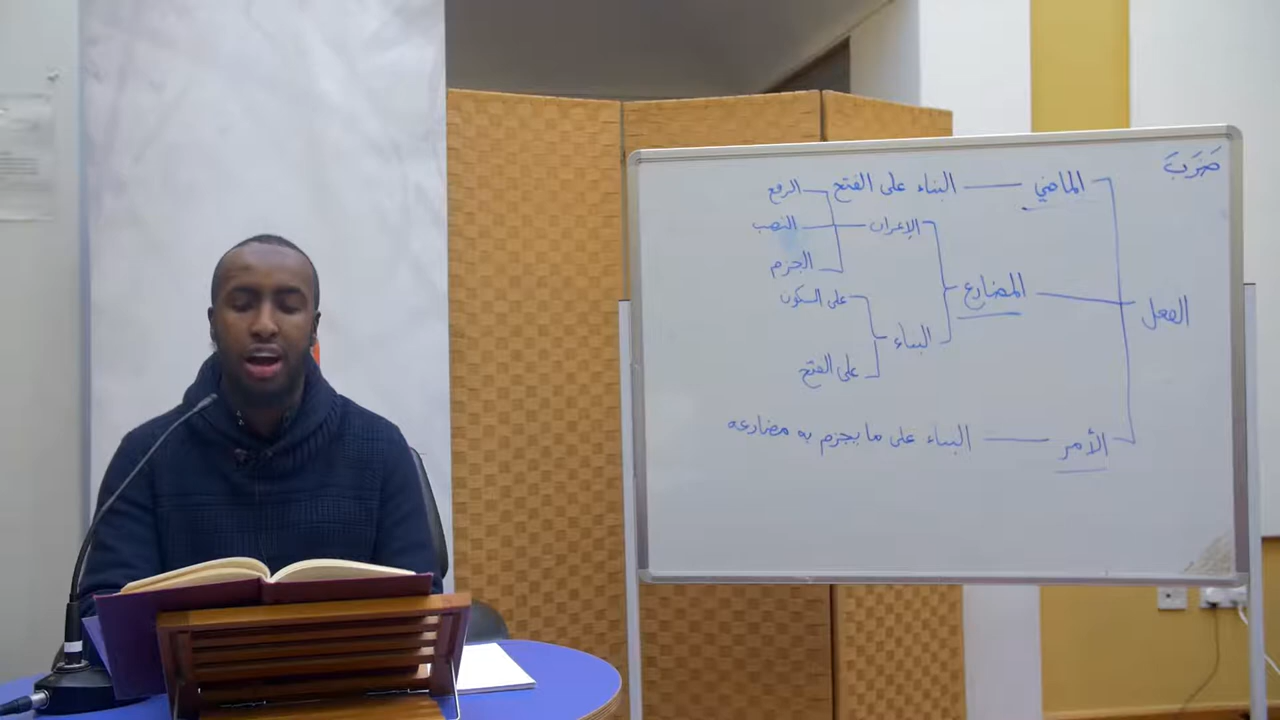 ضَرَبَ
الماضي البناء على الفتح
الرفع
الإعراب النصب
الجزم
الفعل المضارع
على السكون
البناء
على الفتح
الأمر البناء على ما يجزم به مضارعه